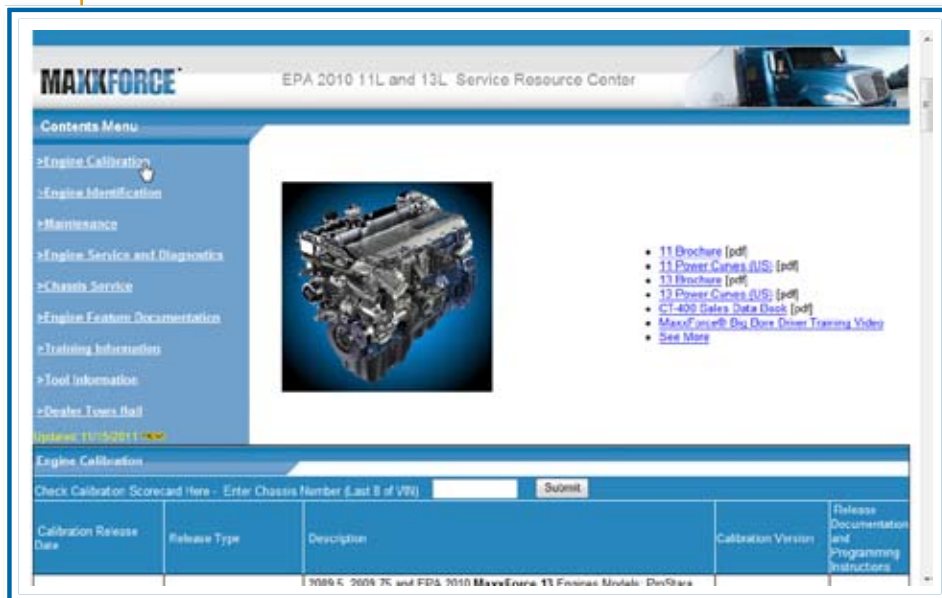 MAXXFORCE
EPA 2010 11L and 13L Service Resource Center
Contents Menu
>Engine Calibration
>Engine Identification
>Maintenance
>Engine Service and Diagnostics
>Chassis Service
>Engine Feature Documentation
>Training Information
>Tool Information
>Dealer Town Hall
Updates 11/15/2011 NEW
11 Brochure [pdf]
11 Power Curves (US) [pdf]
13 Brochure [pdf]
13 Power Curves (US) [pdf]
CT-400 Sales Data Book [pdf]
MaxxForce® Big Bore Driver Training Video
See More
Engine Calibration
Check Calibration Scorecard Here - Enter Chassis Number (Last 8 of VIN) Submit
Calibration Release Date
Release Type
Description
Calibration Version
Release Documentation and Programming Instructions
2009.5, 2009.75 and EPA 2010 MaxxForce 13 Engines Models: ProStar